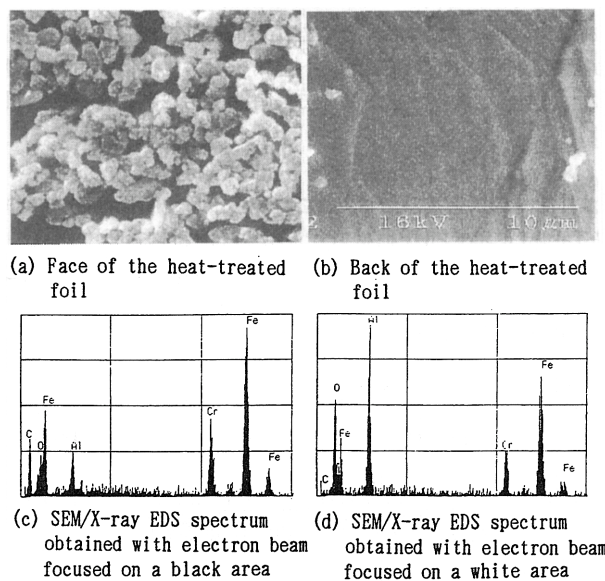 2 16kV 10μm
(a) Face of the heat-treated
foil
(b) Back of the heat-treated
foil
Fe
Fe
C
O
Al
Cr
Fe
Al
O
Fe
C
Fe
Cr
Fe
(c) SEM/X-ray EDS spectrum
obtained with electron beam
focused on a black area
(d) SEM/X-ray EDS spectrum
obtained with electron beam
focused on a white area